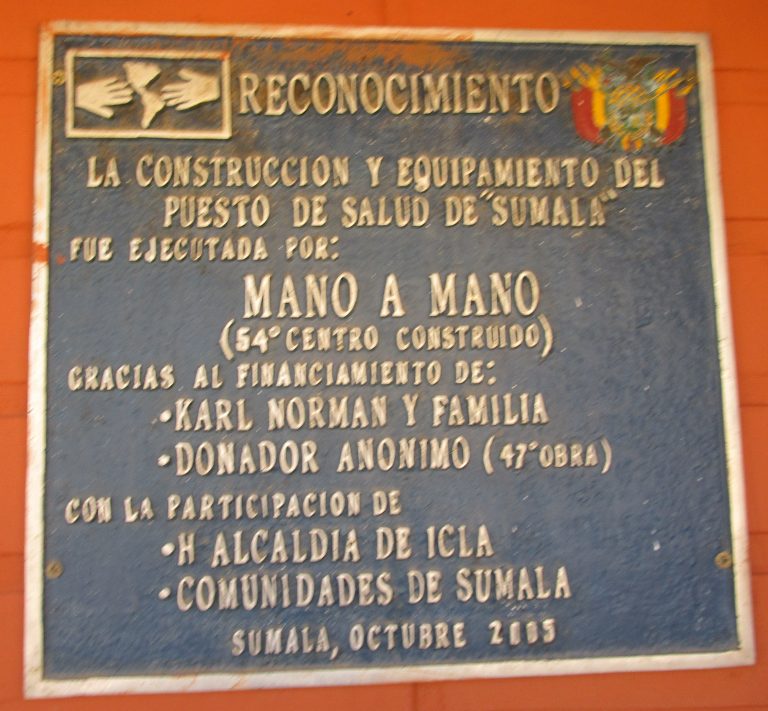 RECONOCIMIENTO
LA CONSTRUCCION Y EQUIPAMIENTO DEL
PUESTO DE SALUD DE "SUMALA"
FUE EJECUTADA POR:
MANO A MANO
(54° CENTRO CONSTRUIDO)
GRACIAS AL FINANCIAMIENTO DE:
•KARL NORMAN Y FAMILIA
•DONADOR ANONIMO (47° OBRA)
CON LA PARTICIPACION DE
•H ALCALDIA DE ICLA
•COMUNIDADES DE SUMALA
SUMALA, OCTUBRE 2005